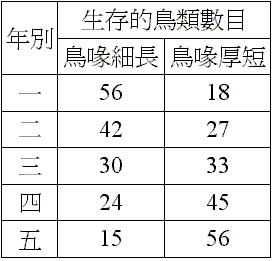 年別 生存的鳥類數目
鳥喙細長 鳥喙厚短
一 56 18
二 42 27
三 30 33
四 24 45
五 15 56